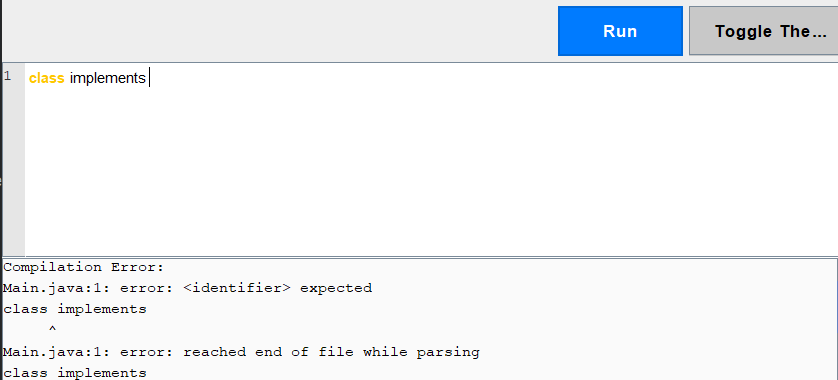 Run
Toggle The...
1
class implements
Compilation Error:
Main.java:1: error: <identifier> expected
class implements
^
Main.java:1: error: reached end of file while parsing
class implements